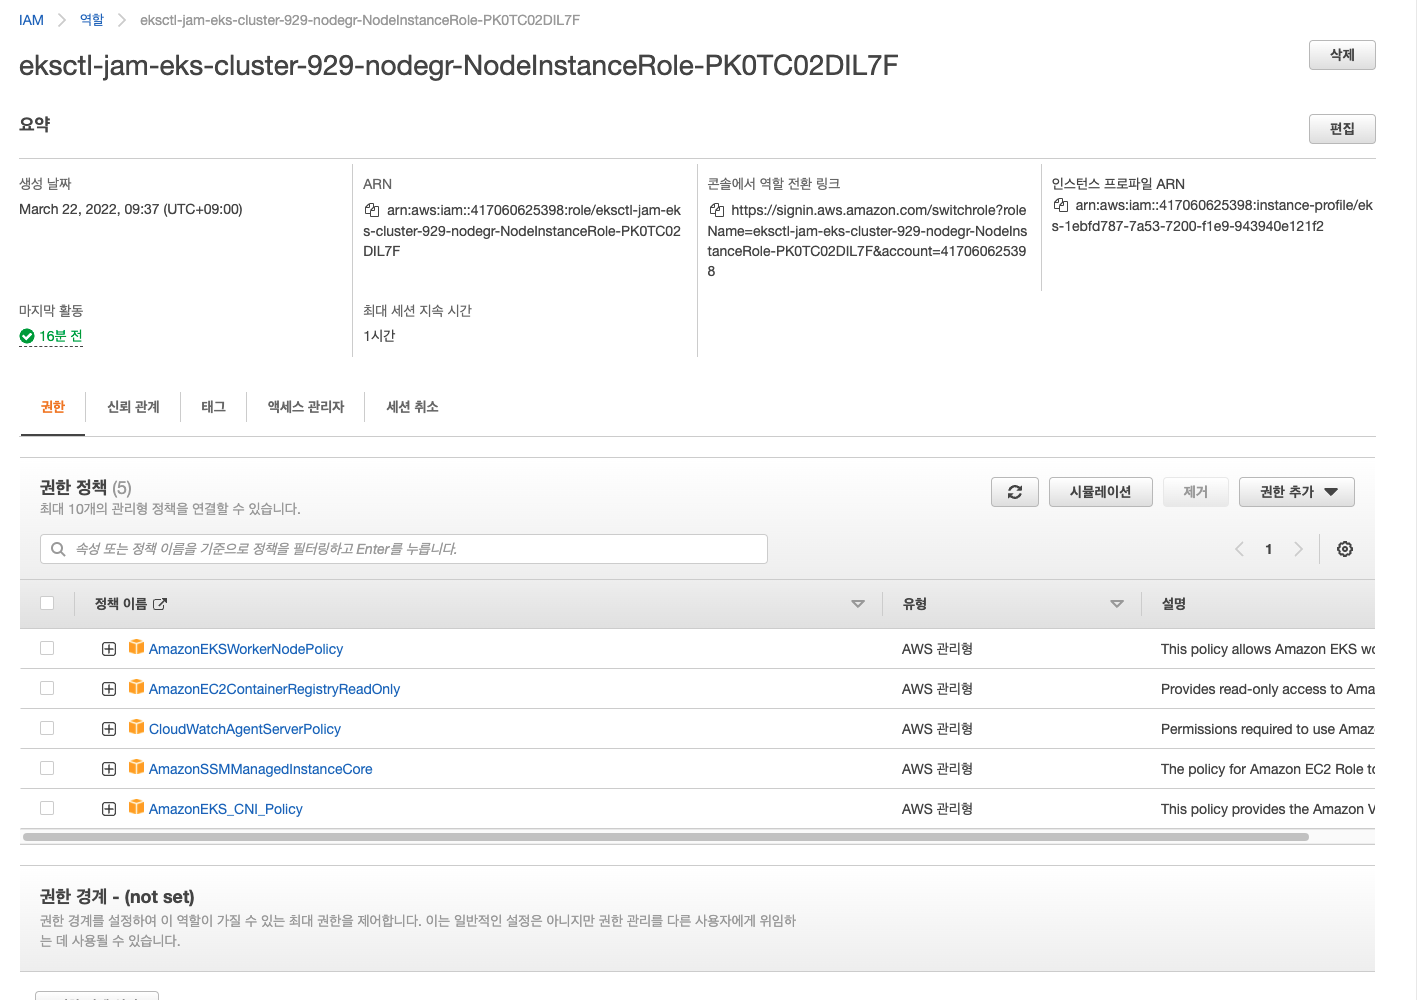 IAM > 역할 > eksctl-jam-eks-cluster-929-nodegr-NodeInstanceRole-PK0TC02DIL7F
eksctl-jam-eks-cluster-929-nodegr-NodeInstanceRole-PK0TC02DIL7F
삭제
요약
편집
생성 날짜
March 22, 2022, 09:37 (UTC+09:00)
ARN
arn:aws:iam::417060625398:role/eksctl-jam-ek
s-cluster-929-nodegr-NodeInstanceRole-PK0TC02
DIL7F
콘솔에서 역할 전환 링크
https://signin.aws.amazon.com/switchrole?role
Name=eksctl-jam-eks-cluster-929-nodegr-NodeIns
tanceRole-PK0TC02DIL7F&account=41706062539
8
인스턴스 프로파일 ARN
arn:aws:iam::417060625398:instance-profile/ek
s-1ebfd787-7a53-7200-f1e9-943940e121f2
마지막 활동
16분 전
최대 세션 지속 시간
1시간
권한 신뢰 관계 태그 액세스 관리자 세션 취소
권한 정책 (5)
최대 10개의 관리형 정책을 연결할 수 있습니다.
시뮬레이션 제거 권한 추가
속성 또는 정책 이름을 기준으로 정책을 필터링하고 Enter를 누릅니다.
1
정책 이름 유형 설명
AmazonEKSWorkerNodePolicy AWS 관리형 This policy allows Amazon EKS wo
AmazonEC2ContainerRegistryReadOnly AWS 관리형 Provides read-only access to Ama
CloudWatchAgentServerPolicy AWS 관리형 Permissions required to use Amaz
AmazonSSMManagedInstanceCore AWS 관리형 The policy for Amazon EC2 Role to
AmazonEKS_CNI_Policy AWS 관리형 This policy provides the Amazon V
권한 경계 - (not set)
권한 경계를 설정하여 이 역할이 가질 수 있는 최대 권한을 제어합니다. 이는 일반적인 설정은 아니지만 권한 관리를 다른 사용자에게 위임하
는 데 사용될 수 있습니다.